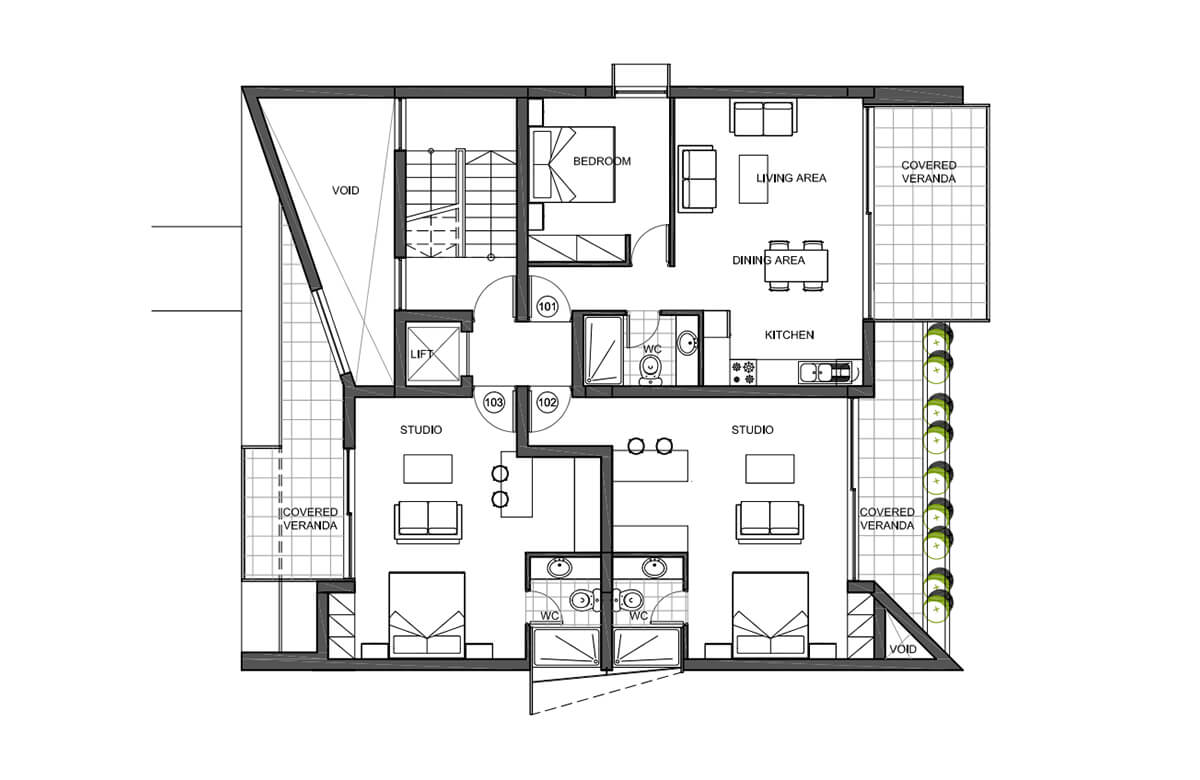 BEDROOM
COVERED
VERANDA
LIVING AREA
VOID
DINING AREA
101
KITCHEN
WC
LIFT
103
102
STUDIO
STUDIO
COVERED
VERANDA
COVERED
VERANDA
WC
WC
VOID